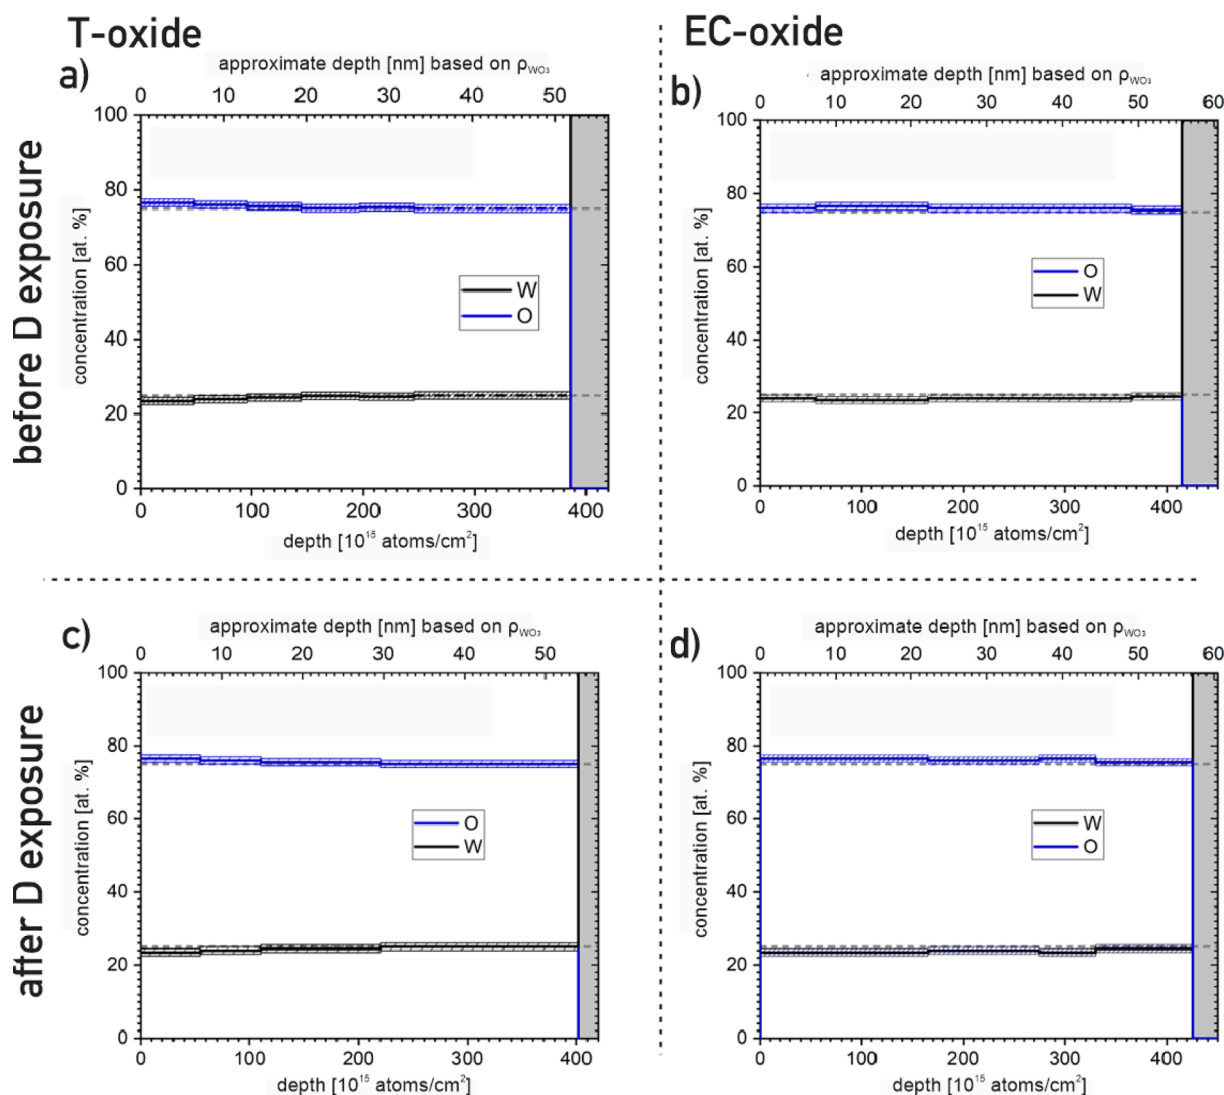 T-oxide
EC-oxide
before D exposure
a)
approximate depth [nm] based on ρWO₃
0 10 20 30 40 50
100
80
60
40
20
0
concentration [at. %]
W
O
0 100 200 300 400
depth [10¹⁵ atoms/cm²]
b)
approximate depth [nm] based on ρWO₃
0 10 20 30 40 50 60
100
80
60
40
20
0
concentration [at. %]
O
W
0 100 200 300 400
depth [10¹⁵ atoms/cm²]
after D exposure
c)
approximate depth [nm] based on ρWO₃
0 10 20 30 40 50
100
80
60
40
20
0
concentration [at. %]
O
W
0 100 200 300 400
depth [10¹⁵ atoms/cm²]
d)
approximate depth [nm] based on ρWO₃
0 10 20 30 40 50 60
100
80
60
40
20
0
concentration [at. %]
W
O
0 100 200 300 400
depth [10¹⁵ atoms/cm²]